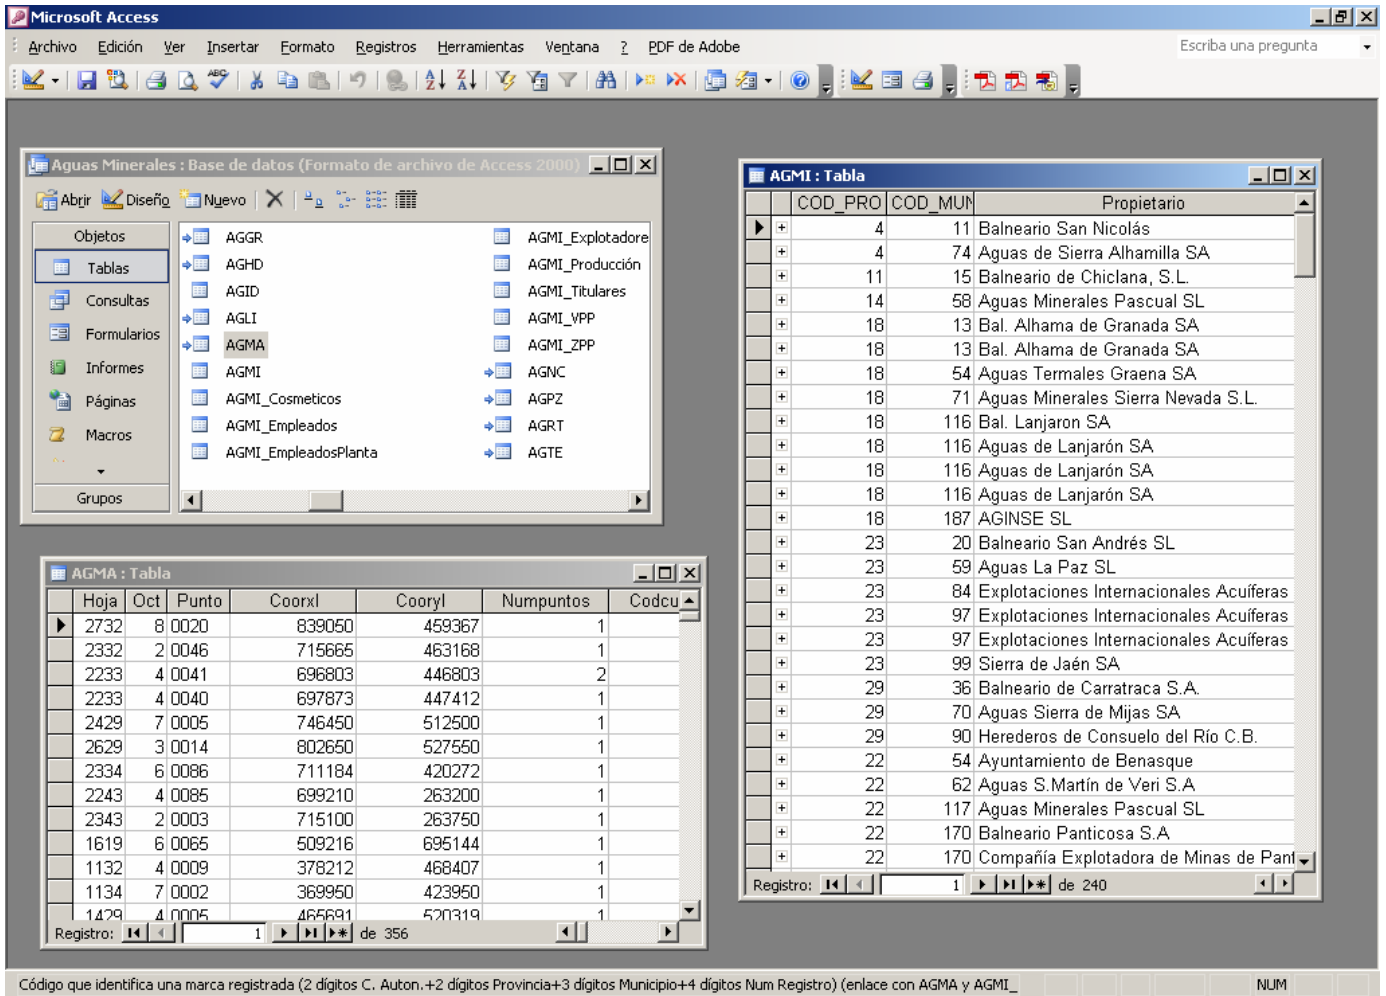 Microsoft Access
Archivo Edición Ver Insertar Formato Registros Herramientas Ventana ? PDF de Adobe Escriba una pregunta
Aguas Minerales : Base de datos (Formato de archivo de Access 2000)
Abrir Diseño Nuevo
Objetos
Tablas
Consultas
Formularios
Informes
Páginas
Macros
Grupos
AGGR
AGHD
AGID
AGLI
AGMA
AGMI
AGMI_Cosmeticos
AGMI_Empleados
AGMI_EmpleadosPlanta
AGMI_Explotadore
AGMI_Producción
AGMI_Titulares
AGMI_VPP
AGMI_ZPP
AGNC
AGPZ
AGRT
AGTE
AGMA : Tabla
Hoja Oct Punto Coorxl Cooryl Numpuntos Codcu
2732 8 0020 839050 459367 1
2332 2 0046 715665 463168 1
2233 4 0041 696803 446803 2
2233 4 0040 697873 447412 1
2429 7 0005 746450 512500 1
2629 3 0014 802650 527550 1
2334 6 0086 711184 420272 1
2243 4 0085 699210 263200 1
2343 2 0003 715100 263750 1
1619 6 0065 509216 695144 1
1132 4 0009 378212 468407 1
1134 7 0002 369950 423950 1
1429 4 0005 465691 520319 1
Registro: 1 de 356
AGMI : Tabla
COD_PRO COD_MUN Propietario
4 11 Balneario San Nicolás
4 74 Aguas de Sierra Alhamilla SA
11 15 Balneario de Chiclana, S.L.
14 58 Aguas Minerales Pascual SL
18 13 Bal. Alhama de Granada SA
18 13 Bal. Alhama de Granada SA
18 54 Aguas Termales Graena SA
18 71 Aguas Minerales Sierra Nevada S.L.
18 116 Bal. Lanjaron SA
18 116 Aguas de Lanjarón SA
18 116 Aguas de Lanjarón SA
18 116 Aguas de Lanjarón SA
18 187 AGINSE SL
23 20 Balneario San Andrés SL
23 59 Aguas La Paz SL
23 84 Explotaciones Internacionales Acuíferas
23 97 Explotaciones Internacionales Acuíferas
23 97 Explotaciones Internacionales Acuíferas
23 99 Sierra de Jaén SA
29 36 Balneario de Carratraca S.A.
29 70 Aguas Sierra de Mijas SA
29 90 Herederos de Consuelo del Río C.B.
22 54 Ayuntamiento de Benasque
22 62 Aguas S.Martín de Veri S.A
22 117 Aguas Minerales Pascual SL
22 170 Balneario Panticosa S.A
22 170 Compañía Explotadora de Minas de Pant
Registro: 1 de 240
Código que identifica una marca registrada (2 dígitos C. Auton.+2 dígitos Provincia+3 dígitos Municipio+4 dígitos Num Registro) (enlace con AGMA y AGMI_ NUM